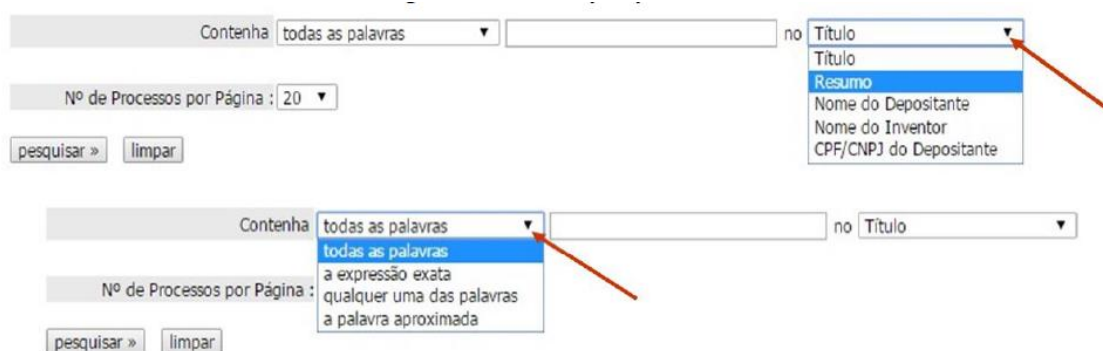 Contenha todas as palavras no Título
Título
Resumo
Nome do Depositante
Nome do Inventor
CPF/CNPJ do Depositante
Nº de Processos por Página : 20
pesquisar » limpar
Contenha todas as palavras no Título
todas as palavras
a expressão exata
qualquer uma das palavras
a palavra aproximada
Nº de Processos por Página :
pesquisar » limpar